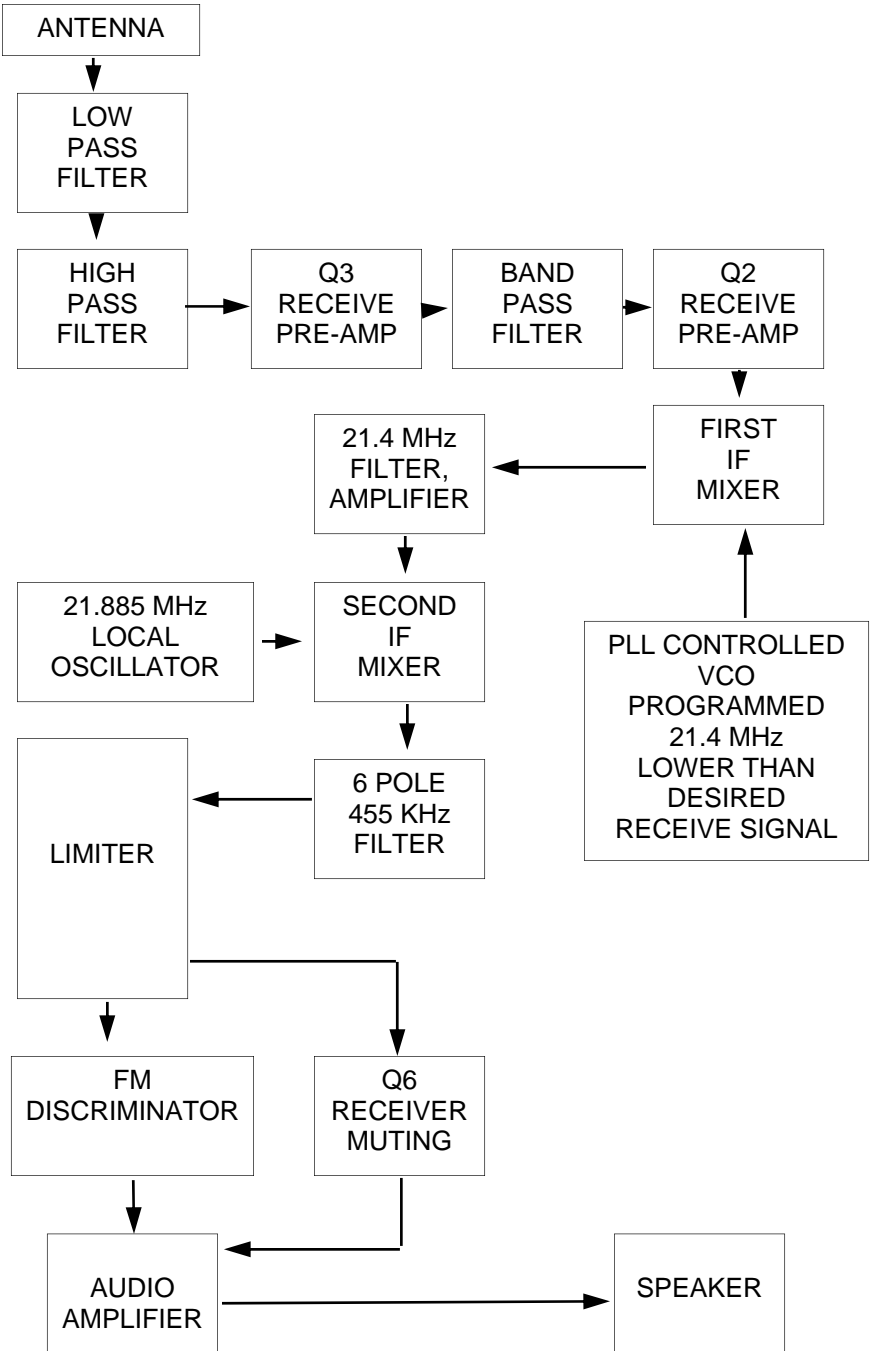 ANTENNA
LOW
PASS
FILTER
HIGH
PASS
FILTER
Q3
RECEIVE
PRE-AMP
BAND
PASS
FILTER
Q2
RECEIVE
PRE-AMP
21.4 MHz
FILTER,
AMPLIFIER
FIRST
IF
MIXER
21.885 MHz
LOCAL
OSCILLATOR
SECOND
IF
MIXER
PLL CONTROLLED
VCO
PROGRAMMED
21.4 MHz
LOWER THAN
DESIRED
RECEIVE SIGNAL
LIMITER
6 POLE
455 KHz
FILTER
FM
DISCRIMINATOR
Q6
RECEIVER
MUTING
AUDIO
AMPLIFIER
SPEAKER